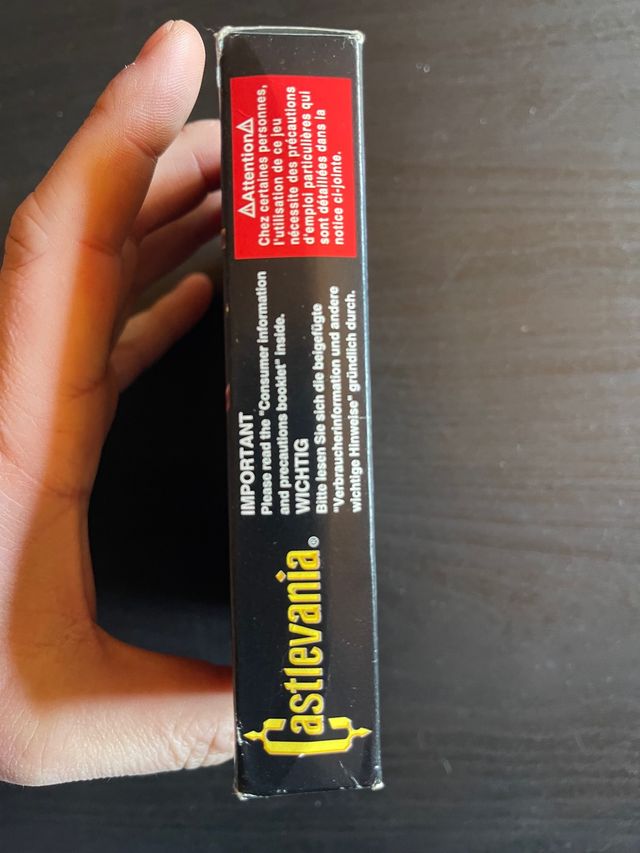 Castlevania®
IMPORTANT
Please read the "Consumer Information
and precautions booklet" inside.
WICHTIG
Bitte lesen Sie sich die beigefügte
"Verbraucherinformation und andere
wichtige Hinweise" gründlich durch.
⚠Attention⚠
Chez certaines personnes,
l'utilisation de ce jeu
nécessite des précautions
d'emploi particulières qui
sont détaillées dans la
notice ci-jointe.